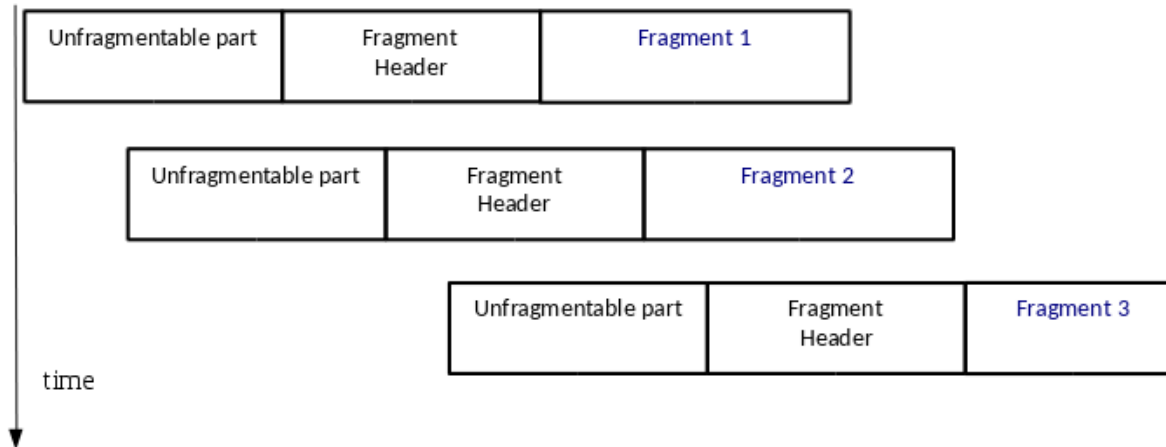 Unfragmentable part
Fragment
Header
Fragment 1
Unfragmentable part
Fragment
Header
Fragment 2
Unfragmentable part
Fragment
Header
Fragment 3
time